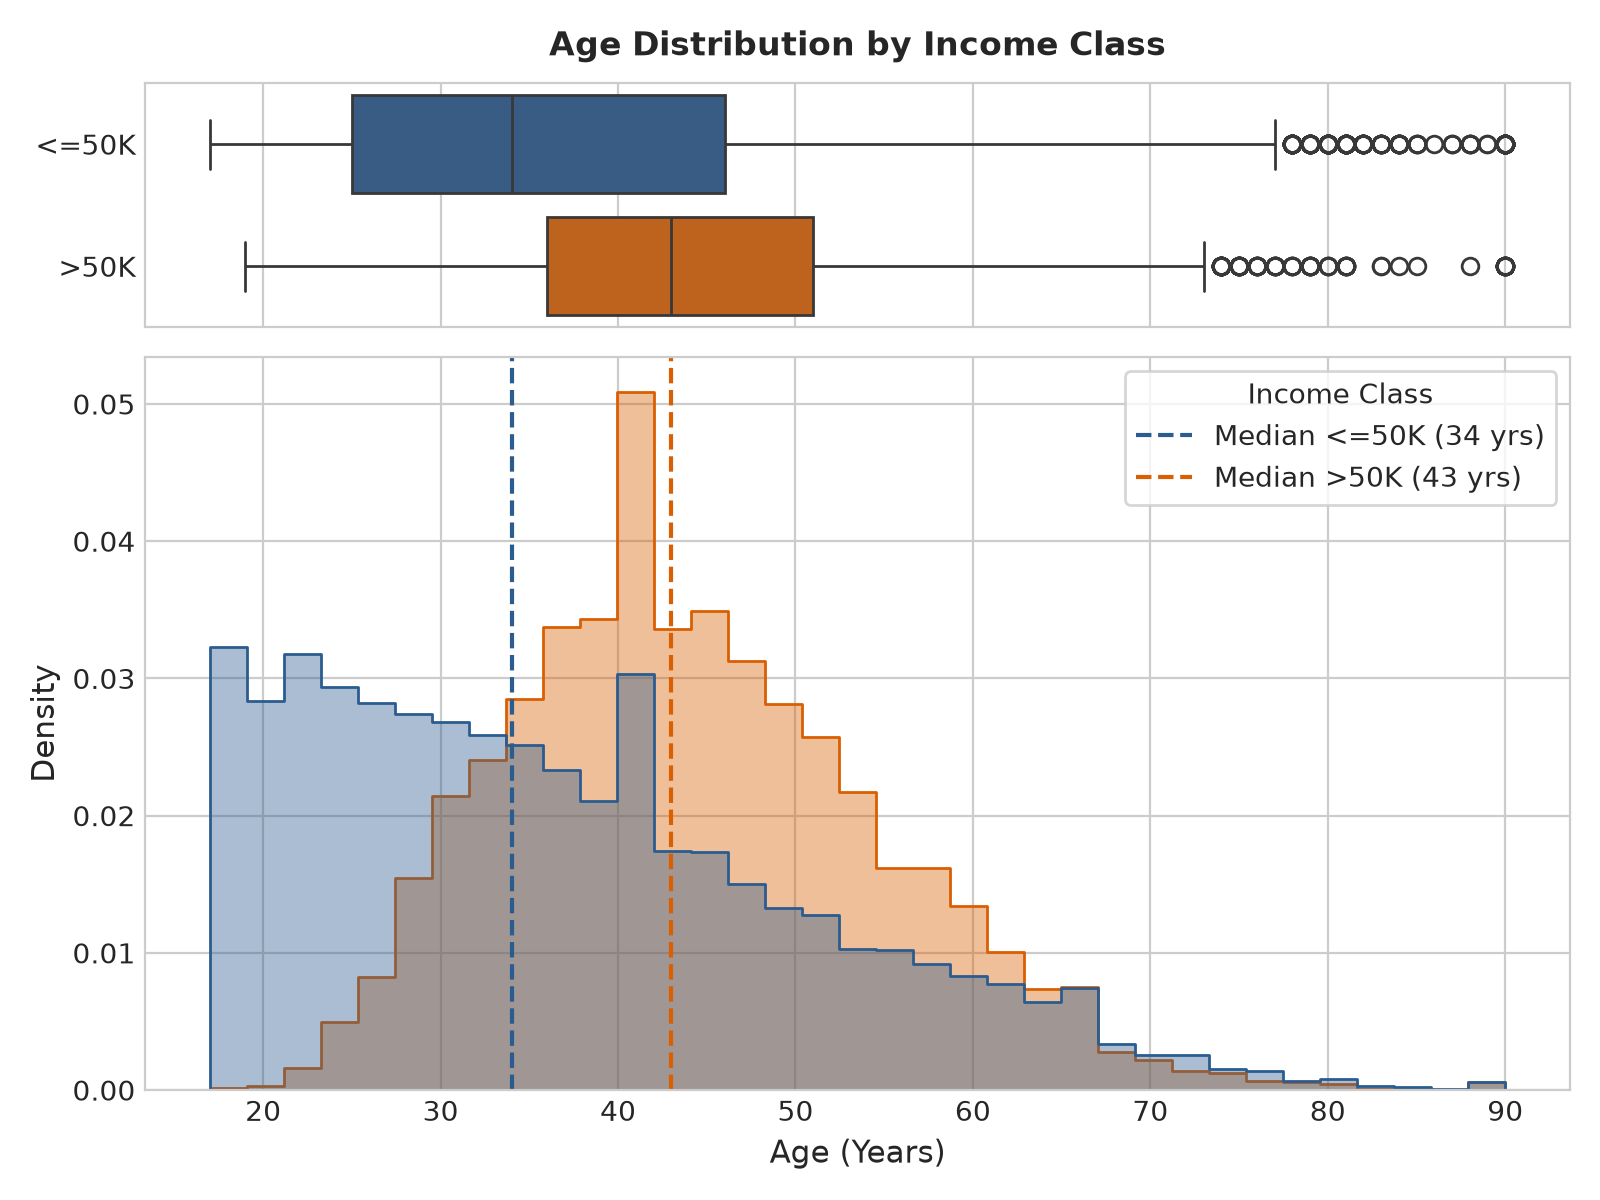 Age Distribution by Income Class
<=50K
>50K
Income Class
Median <=50K (34 yrs)
Median >50K (43 yrs)
Density
0.05
0.04
0.03
0.02
0.01
0.00
20 30 40 50 60 70 80 90
Age (Years)